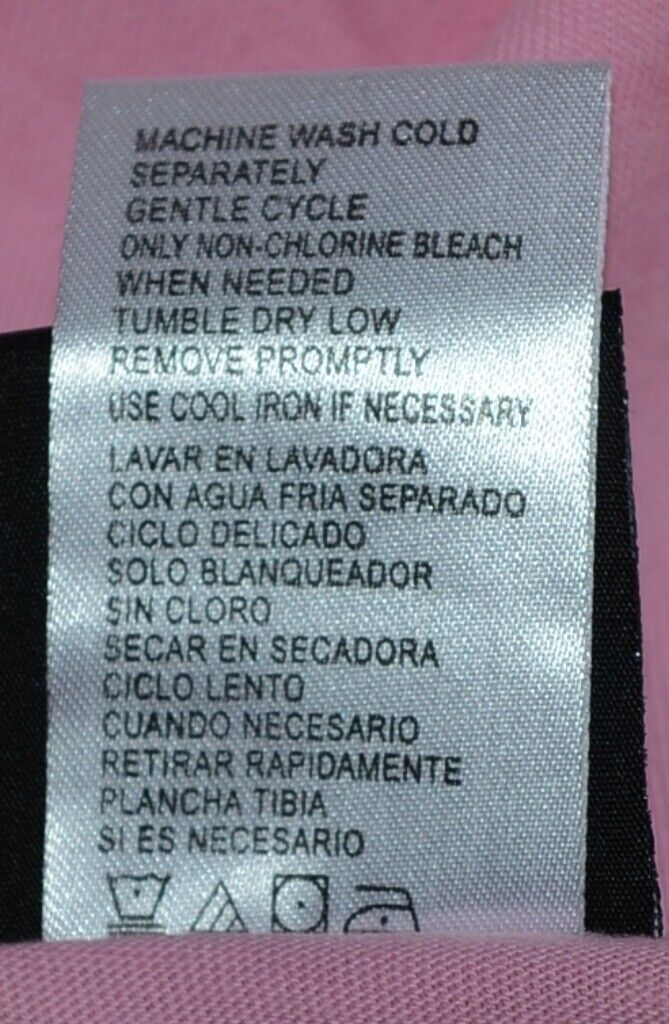 MACHINE WASH COLD
SEPARATELY
GENTLE CYCLE
ONLY NON-CHLORINE BLEACH
WHEN NEEDED
TUMBLE DRY LOW
REMOVE PROMPTLY
USE COOL IRON IF NECESSARY
LAVAR EN LAVADORA
CON AGUA FRIA SEPARADO
CICLO DELICADO
SOLO BLANQUEADOR
SIN CLORO
SECAR EN SECADORA
CICLO LENTO
CUANDO NECESARIO
RETIRAR RAPIDAMENTE
PLANCHA TIBIA
SI ES NECESARIO